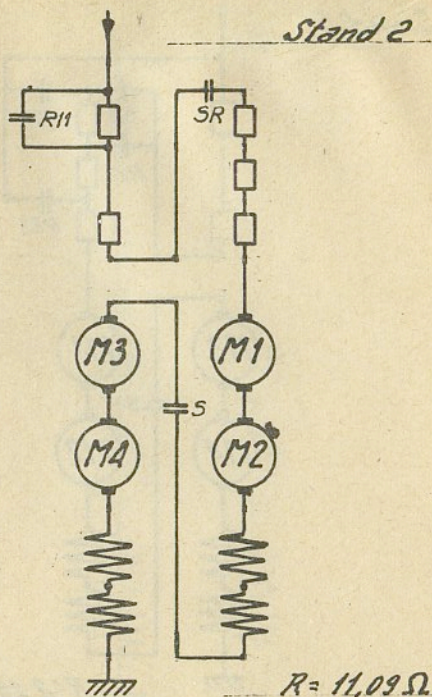 Stand 2
R11
SR
M3
M1
S
M4
M2
R= 11,09 Ω